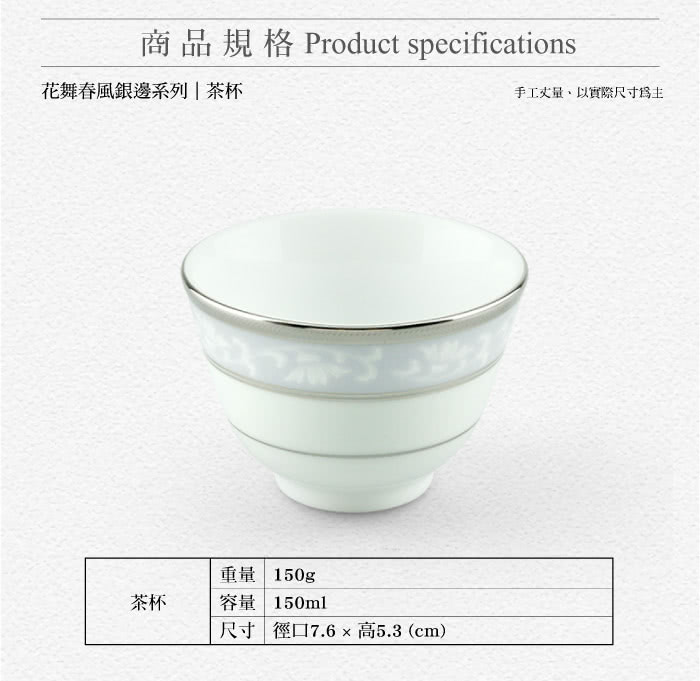 商品規格 Product specifications
花舞春風銀邊系列｜茶杯
手工丈量、以實際尺寸爲主
茶杯
重量 150g
容量 150ml
尺寸 徑口7.6 × 高5.3 (cm)